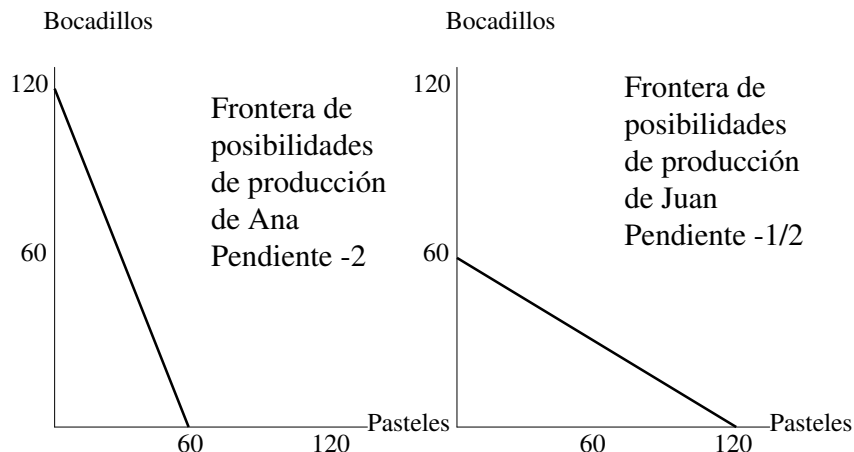 Bocadillos
120
Frontera de
posibilidades
de producción
de Ana
Pendiente -2
60
60
120
Pasteles
Bocadillos
120
Frontera de
posibilidades
de producción
de Juan
Pendiente -1/2
60
60
120
Pasteles